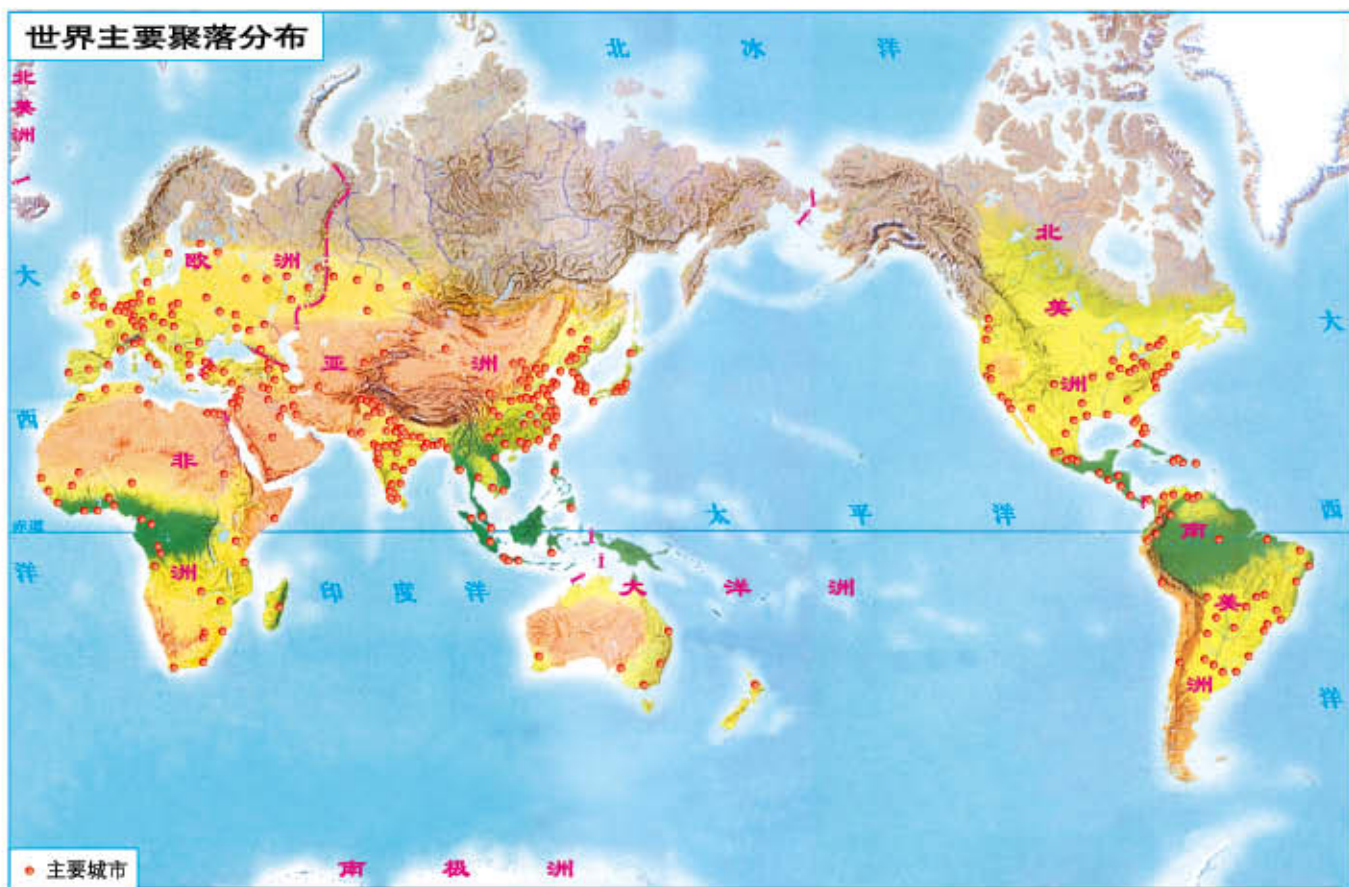 世界主要聚落分布
北冰洋
北美洲
欧洲
亚洲
北美洲
大西洋
大西洋
非洲
太平洋
赤道
印度洋
大洋洲
南美洲
南极洲
主要城市